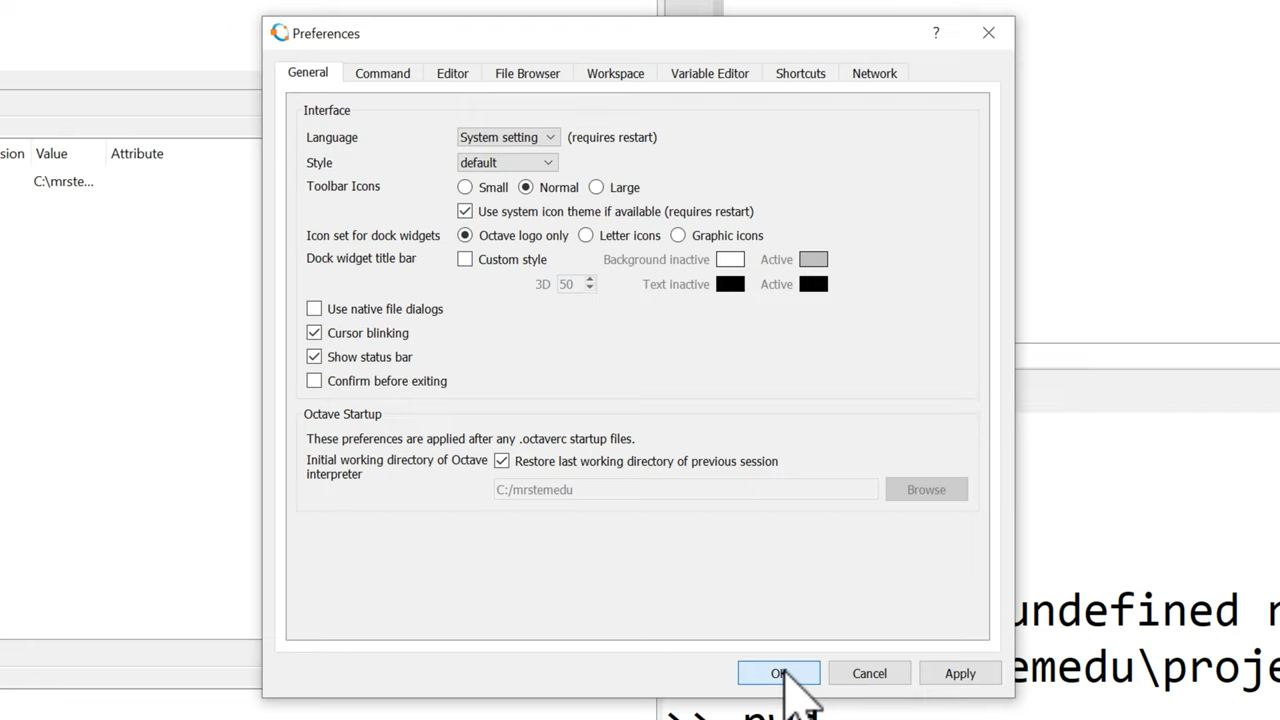 Preferences
?
General Command Editor File Browser Workspace Variable Editor Shortcuts Network
Interface
Language System setting (requires restart)
Style default
Toolbar Icons Small Normal Large
Use system icon theme if available (requires restart)
Icon set for dock widgets Octave logo only Letter icons Graphic icons
Dock widget title bar Custom style Background inactive Active
3D 50 Text inactive Active
Use native file dialogs
Cursor blinking
Show status bar
Confirm before exiting
Octave Startup
These preferences are applied after any .octaverc startup files.
Initial working directory of Octave interpreter Restore last working directory of previous session
C:/mrstemedu Browse
OK Cancel Apply
sion Value Attribute
C:\mrste...
undefined r
emedu\proje
>>